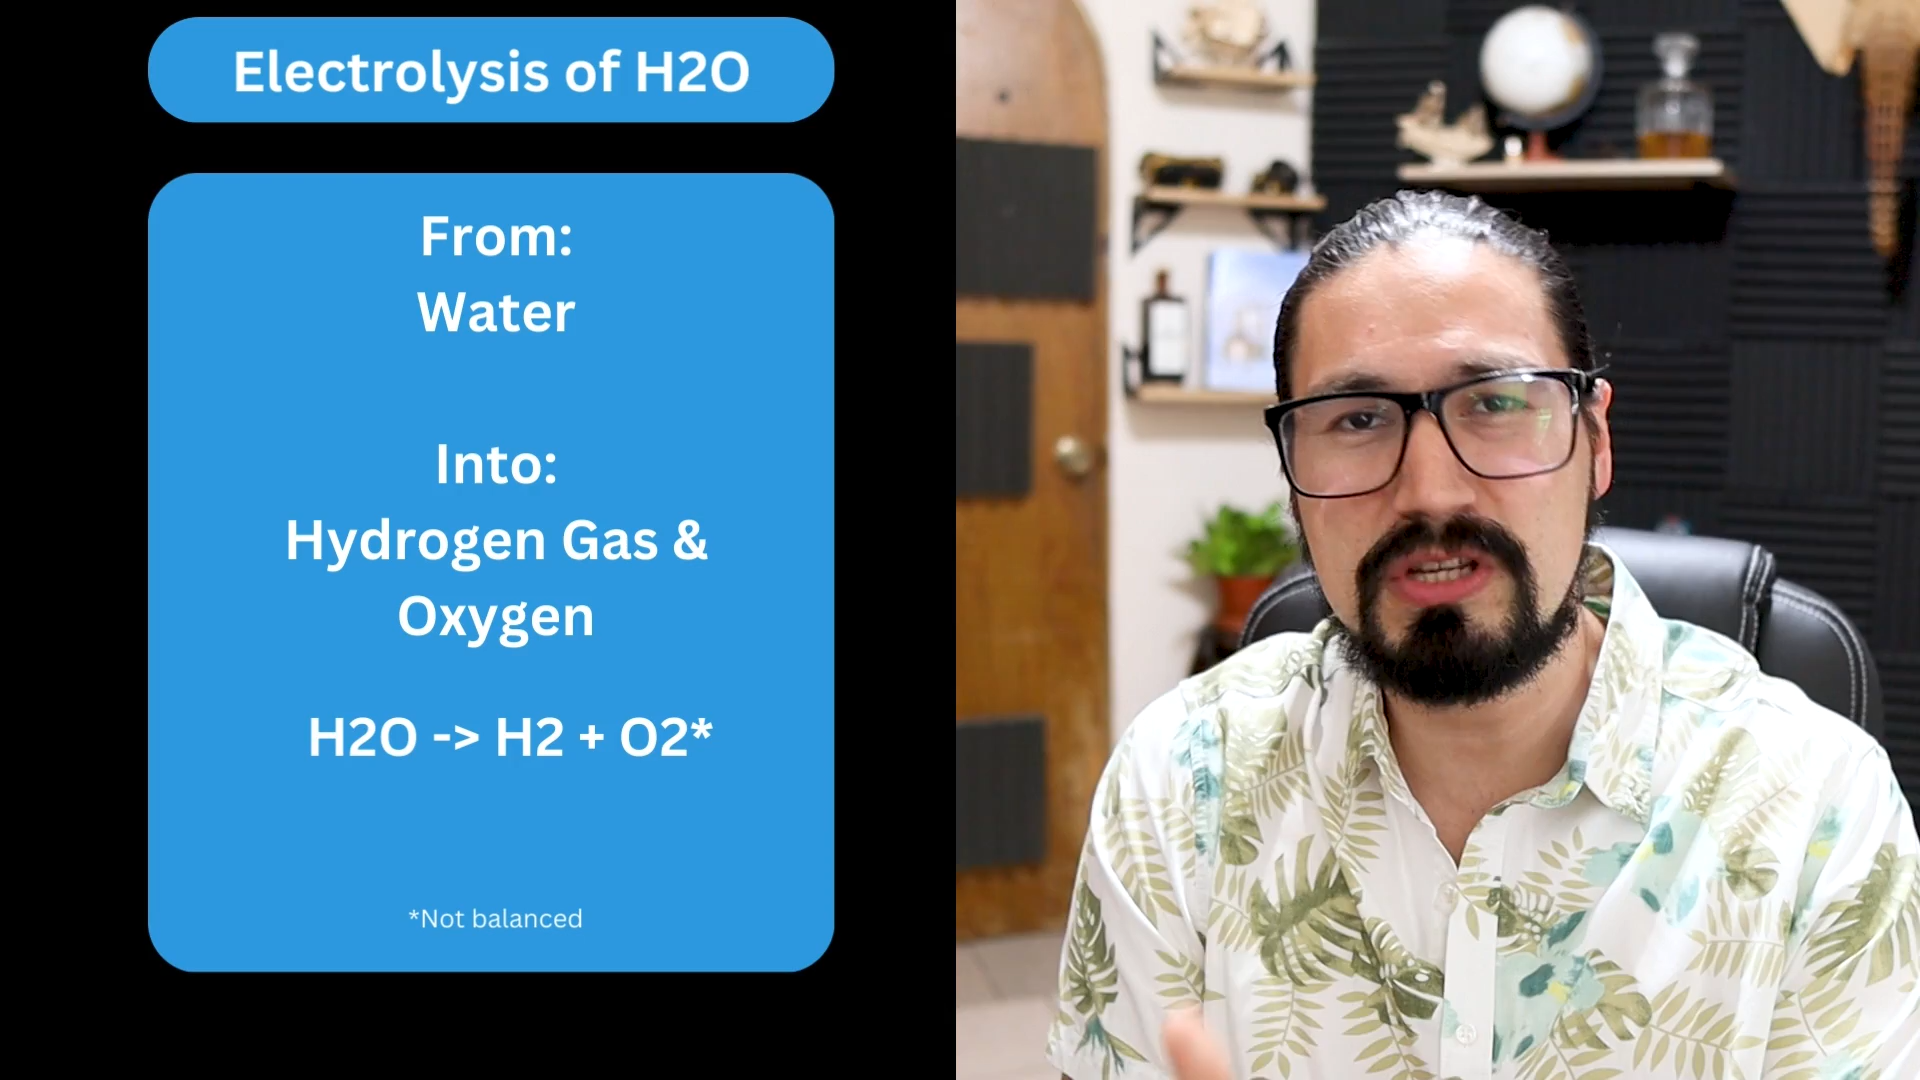 Electrolysis of H2O
From:
Water
Into:
Hydrogen Gas &
Oxygen
H2O -> H2 + O2*
*Not balanced